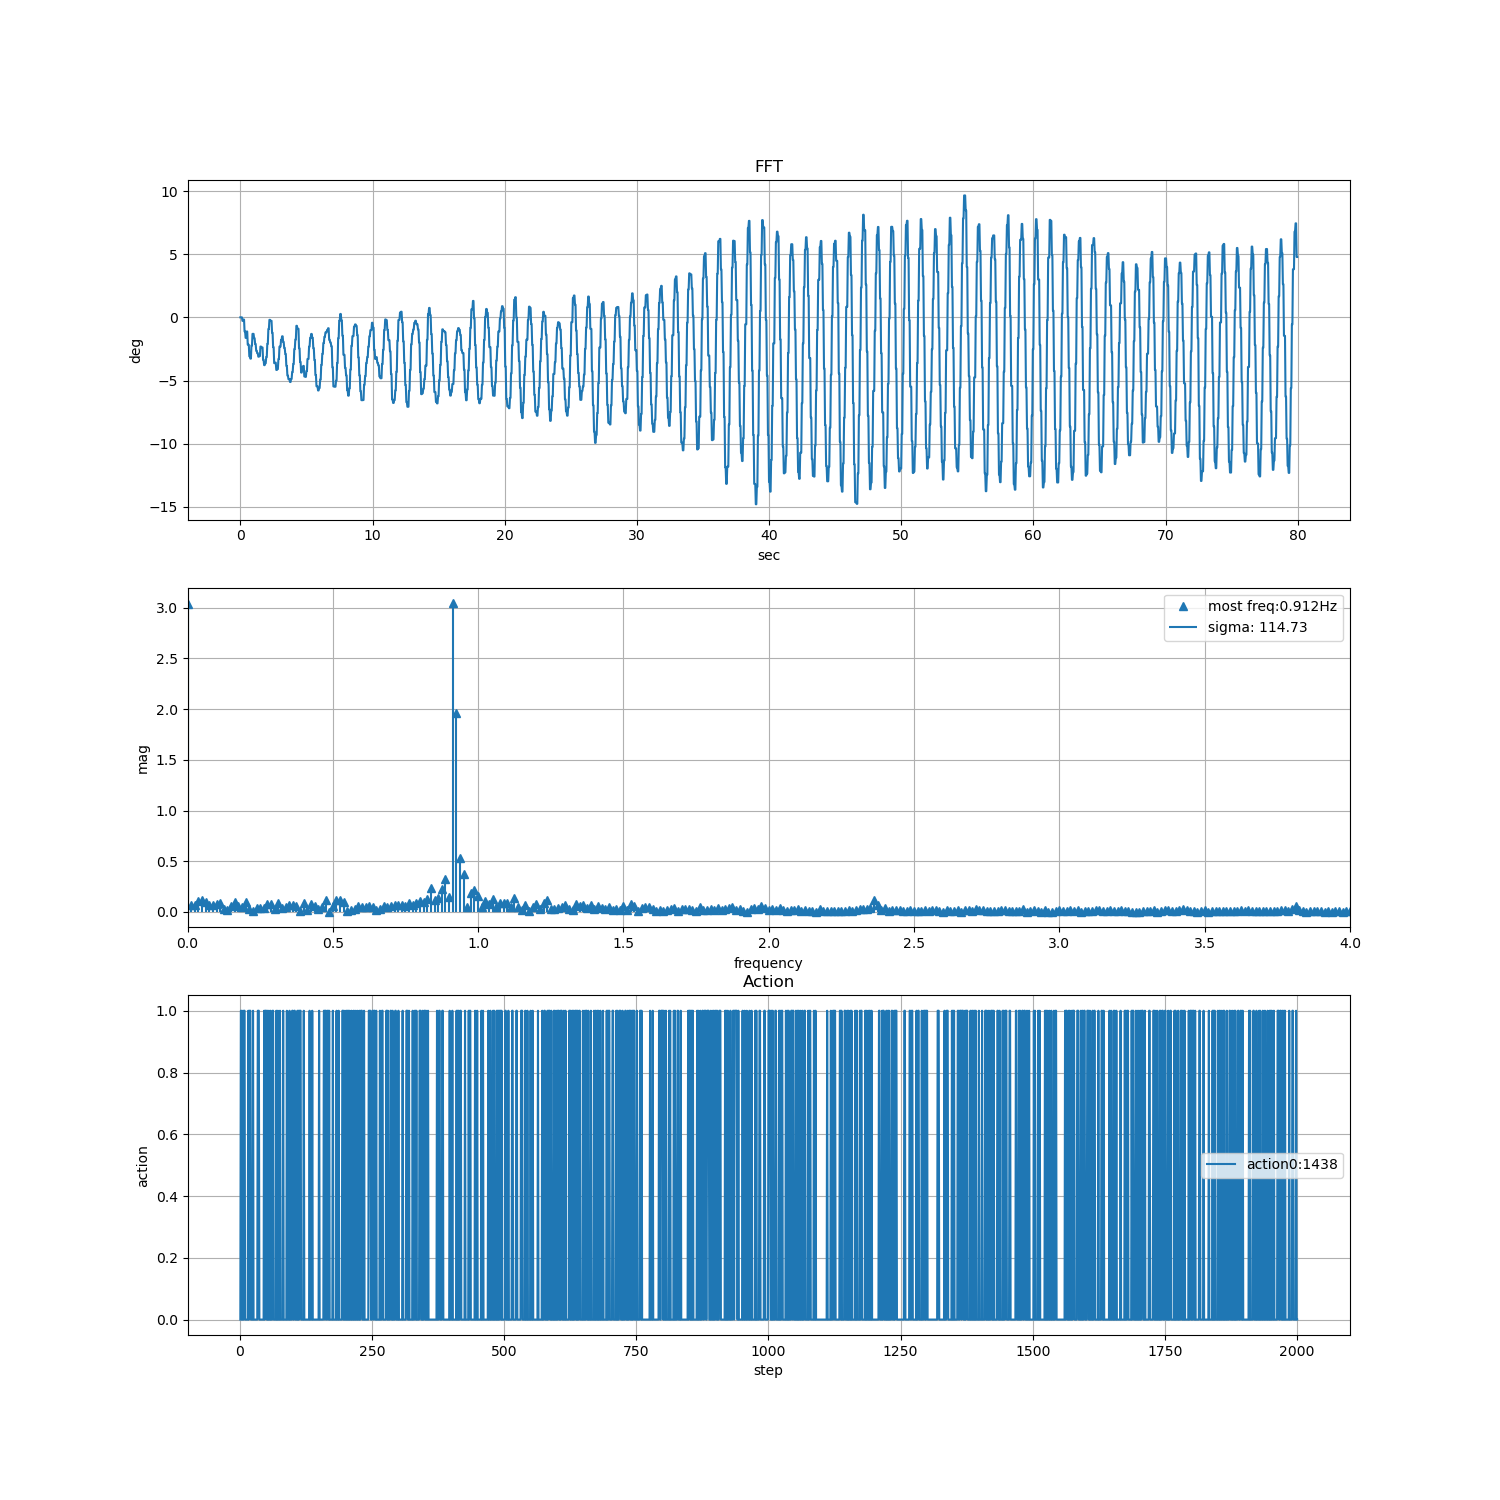 FFT
10
5
0
−5
−10
−15
deg
0 10 20 30 40 50 60 70 80
sec
3.0
2.5
2.0
1.5
1.0
0.5
0.0
mag
most freq:0.912Hz
sigma: 114.73
0.0 0.5 1.0 1.5 2.0 2.5 3.0 3.5 4.0
frequency
Action
1.0
0.8
0.6
0.4
0.2
0.0
action
action0:1438
0 250 500 750 1000 1250 1500 1750 2000
step